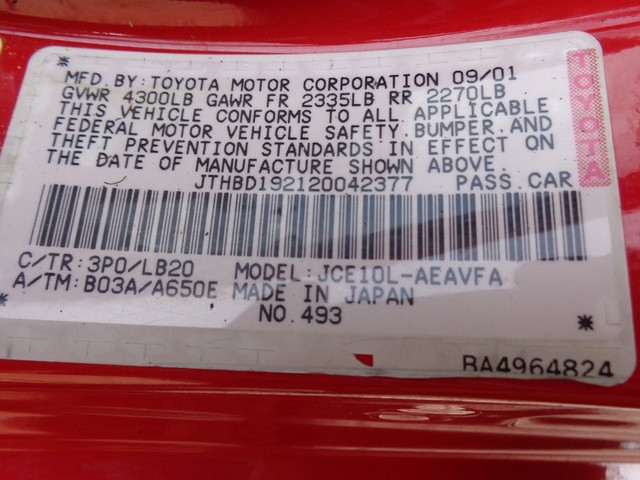 *
MFD.BY:TOYOTA MOTOR CORPORATION 09/01
GVWR 4300LB GAWR FR 2335LB RR 2270LB
THIS VEHICLE CONFORMS TO ALL APPLICABLE
FEDERAL MOTOR VEHICLE SAFETY.BUMPER.AND
THEFT PREVENTION STANDARDS IN EFFECT ON
THE DATE OF MANUFACTURE SHOWN ABOVE.
JTHBD192120042377 PASS.CAR
TOYOTA
C/TR:3P0/LB20 MODEL:JCE10L-AEAVFA
A/TM:B03A/A650E MADE IN JAPAN
* NO.493 *
BA4964824